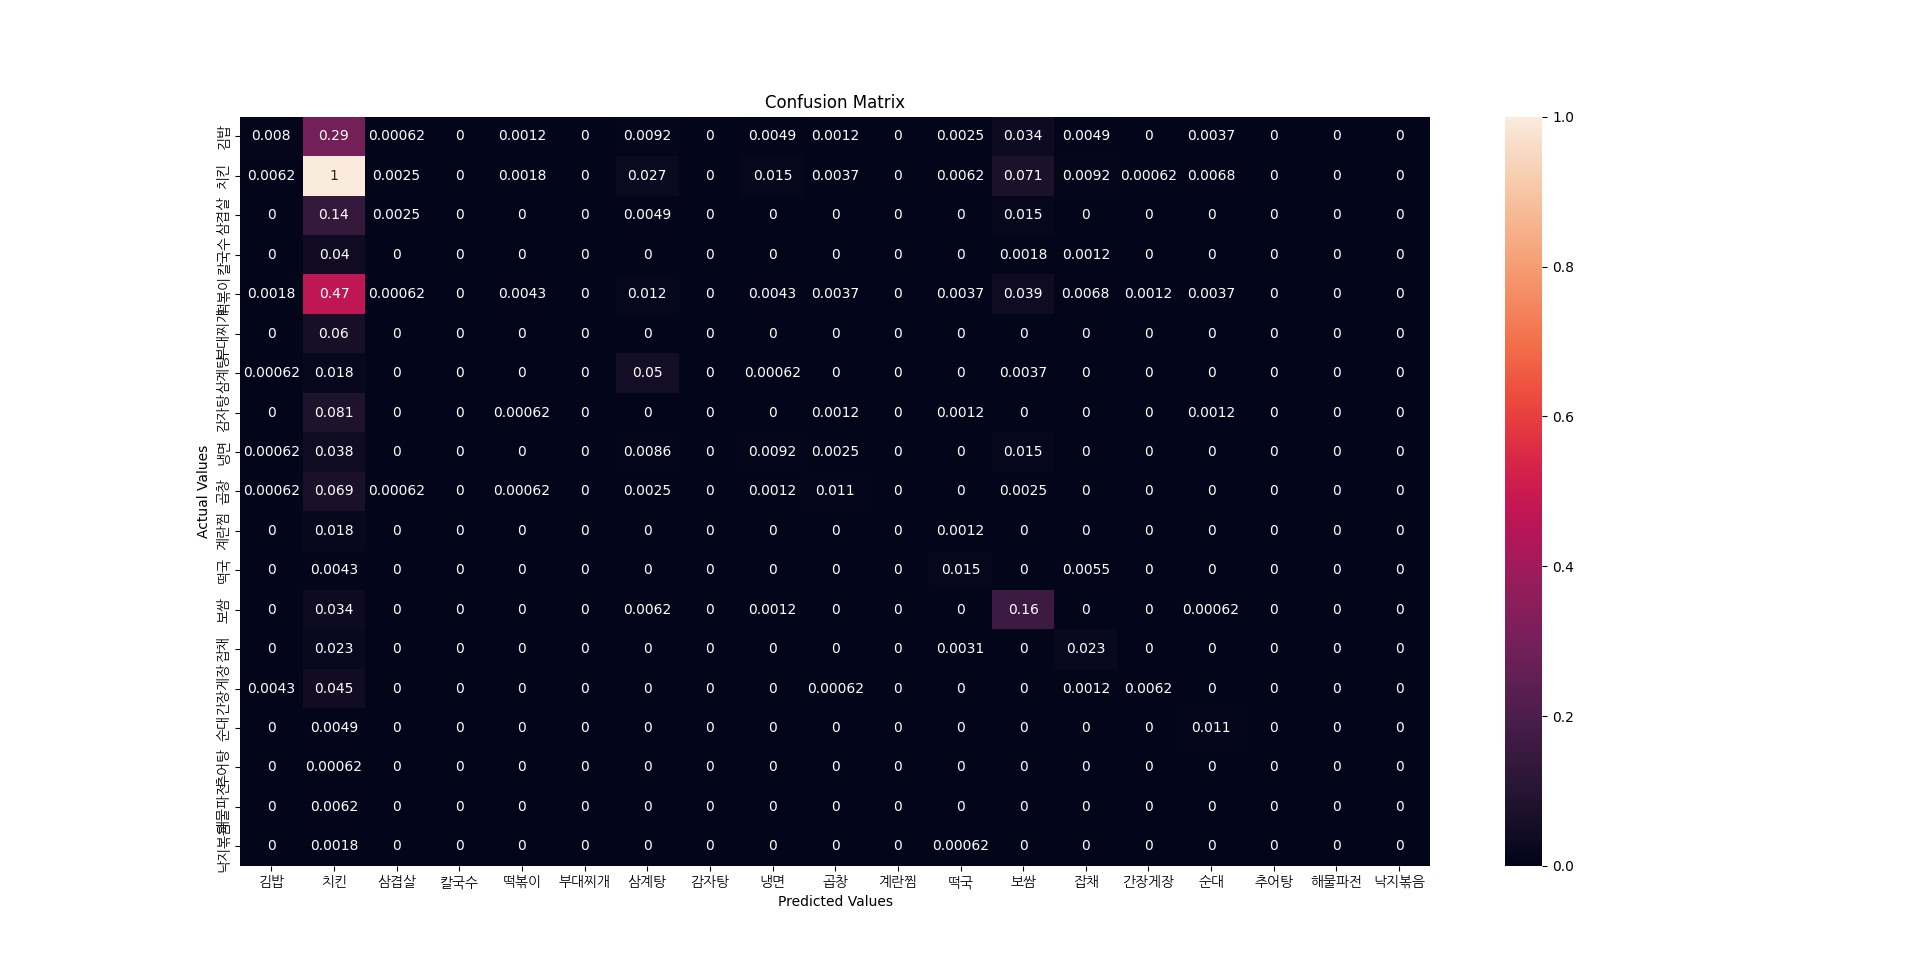 Confusion Matrix
김밥 0.008 0.29 0.00062 0 0.0012 0 0.0092 0 0.0049 0.0012 0 0.0025 0.034 0.0049 0 0.0037 0 0 0
치킨 0.0062 1 0.0025 0 0.0018 0 0.027 0 0.015 0.0037 0 0.0062 0.071 0.0092 0.00062 0.0068 0 0 0
삼겹살 0 0.14 0.0025 0 0 0 0.0049 0 0 0 0 0 0.015 0 0 0 0 0 0
칼국수 0 0.04 0 0 0 0 0 0 0 0 0 0 0.0018 0.0012 0 0 0 0 0
떡볶이 0.0018 0.47 0.00062 0 0.0043 0 0.012 0 0.0043 0.0037 0 0.0037 0.039 0.0068 0.0012 0.0037 0 0 0
부대찌개 0 0.06 0 0 0 0 0 0 0 0 0 0 0 0 0 0 0 0 0
삼계탕 0.00062 0.018 0 0 0 0 0.05 0 0.00062 0 0 0 0.0037 0 0 0 0 0 0
감자탕 0 0.081 0 0 0.00062 0 0 0 0 0.0012 0 0.0012 0 0 0 0.0012 0 0 0
냉면 0.00062 0.038 0 0 0 0 0.0086 0 0.0092 0.0025 0 0 0.015 0 0 0 0 0 0
곱창 0.00062 0.069 0.00062 0 0.00062 0 0.0025 0 0.0012 0.011 0 0 0.0025 0 0 0 0 0 0
계란찜 0 0.018 0 0 0 0 0 0 0 0 0 0.0012 0 0 0 0 0 0 0
떡국 0 0.0043 0 0 0 0 0 0 0 0 0 0.015 0 0.0055 0 0 0 0 0
보쌈 0 0.034 0 0 0 0 0.0062 0 0.0012 0 0 0 0.16 0 0 0.00062 0 0 0
잡채 0 0.023 0 0 0 0 0 0 0 0 0 0.0031 0 0.023 0 0 0 0 0
간장게장 0.0043 0.045 0 0 0 0 0 0 0 0.00062 0 0 0 0.0012 0.0062 0 0 0 0
순대 0 0.0049 0 0 0 0 0 0 0 0 0 0 0 0 0 0.011 0 0 0
추어탕 0 0.00062 0 0 0 0 0 0 0 0 0 0 0 0 0 0 0 0 0
해물파전 0 0.0062 0 0 0 0 0 0 0 0 0 0 0 0 0 0 0 0 0
낙지볶음 0 0.0018 0 0 0 0 0 0 0 0 0 0.00062 0 0 0 0 0 0 0
김밥 치킨 삼겹살 칼국수 떡볶이 부대찌개 삼계탕 감자탕 냉면 곱창 계란찜 떡국 보쌈 잡채 간장게장 순대 추어탕 해물파전 낙지볶음
Predicted Values
Actual Values
1.0
0.8
0.6
0.4
0.2
0.0